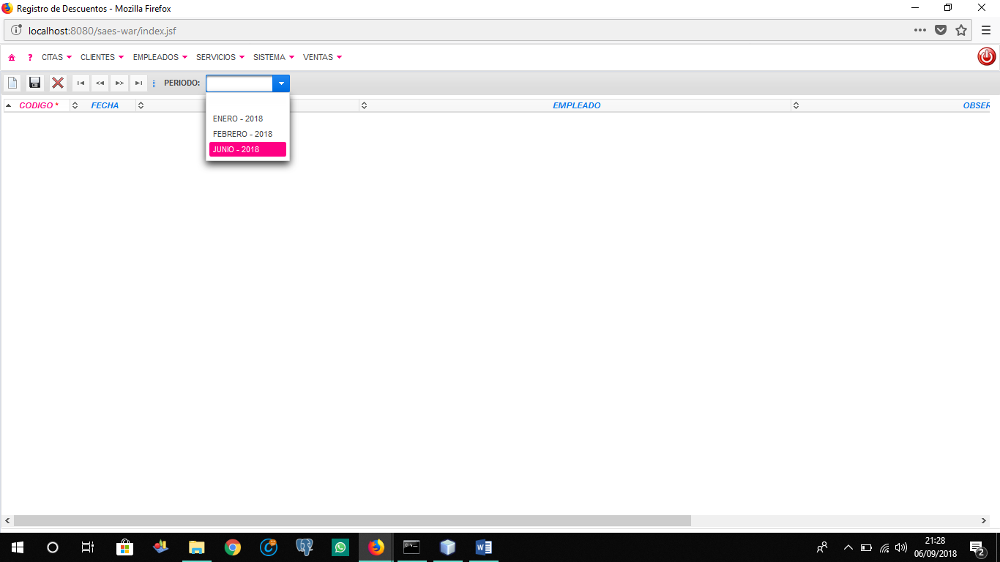 Registro de Descuentos - Mozilla Firefox
localhost:8080/saes-war/index.jsf
? CITAS CLIENTES EMPLEADOS SERVICIOS SISTEMA VENTAS
PERIODO:
CODIGO * FECHA EMPLEADO OBSER
ENERO - 2018
FEBRERO - 2018
JUNIO - 2018
21:28
06/09/2018
2